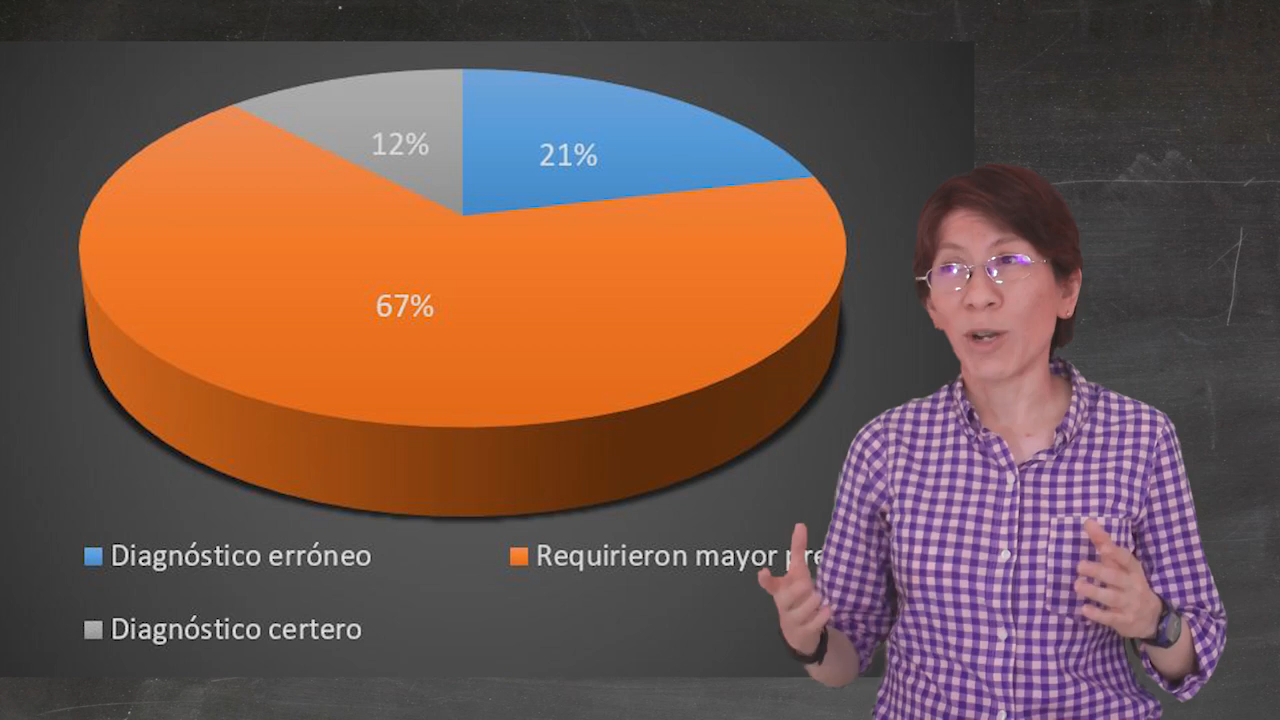 12%
21%
67%
Diagnóstico erróneo
Requirieron mayor
Diagnóstico certero